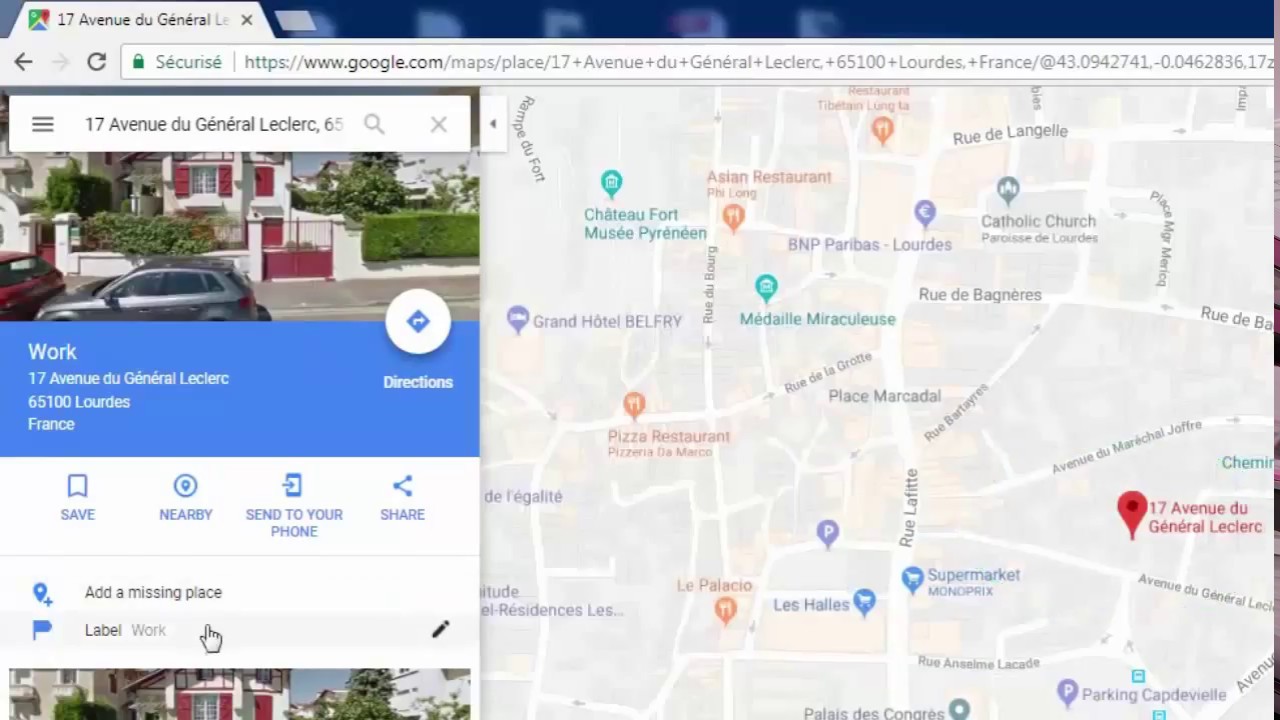 17 Avenue du Général Le
Sécurisé
https://www.google.com/maps/place/17+Avenue+du+Général+Leclerc,+65100+Lourdes,+France/@43.0942741,-0.0462836,17z
17 Avenue du Général Leclerc, 65
Work
17 Avenue du Général Leclerc
65100 Lourdes
France
Directions
SAVE
NEARBY
SEND TO YOUR
PHONE
SHARE
Add a missing place
Label Work
Rampe du Fort
Restaurant
Tibétain Lung ta
Rue de Langelle
Asian Restaurant
Phi Long
Château Fort
Musée Pyrénéen
BNP Paribas - Lourdes
Catholic Church
Paroisse de Lourdes
Place Mgr Mericq
Rue du Bourg
Médaille Miraculeuse
Rue de Bagnères
Rue de Ba
Grand Hôtel BELFRY
Rue de la Grotte
Place Marcadal
Rue Bartayres
Pizza Restaurant
Pizzeria Da Marco
Avenue du Maréchal Joffre
Chemin
de l'égalité
Rue Lafitte
17 Avenue du
Général Leclerc
P
Supermarket
MONOPRIX
Avenue du Général Lecl
Le Palacio
Les Halles
itude
el-Résidences Les...
Rue Anselme Lacade
Avenue
P
Parking Capdevielle
Palais des Congrès